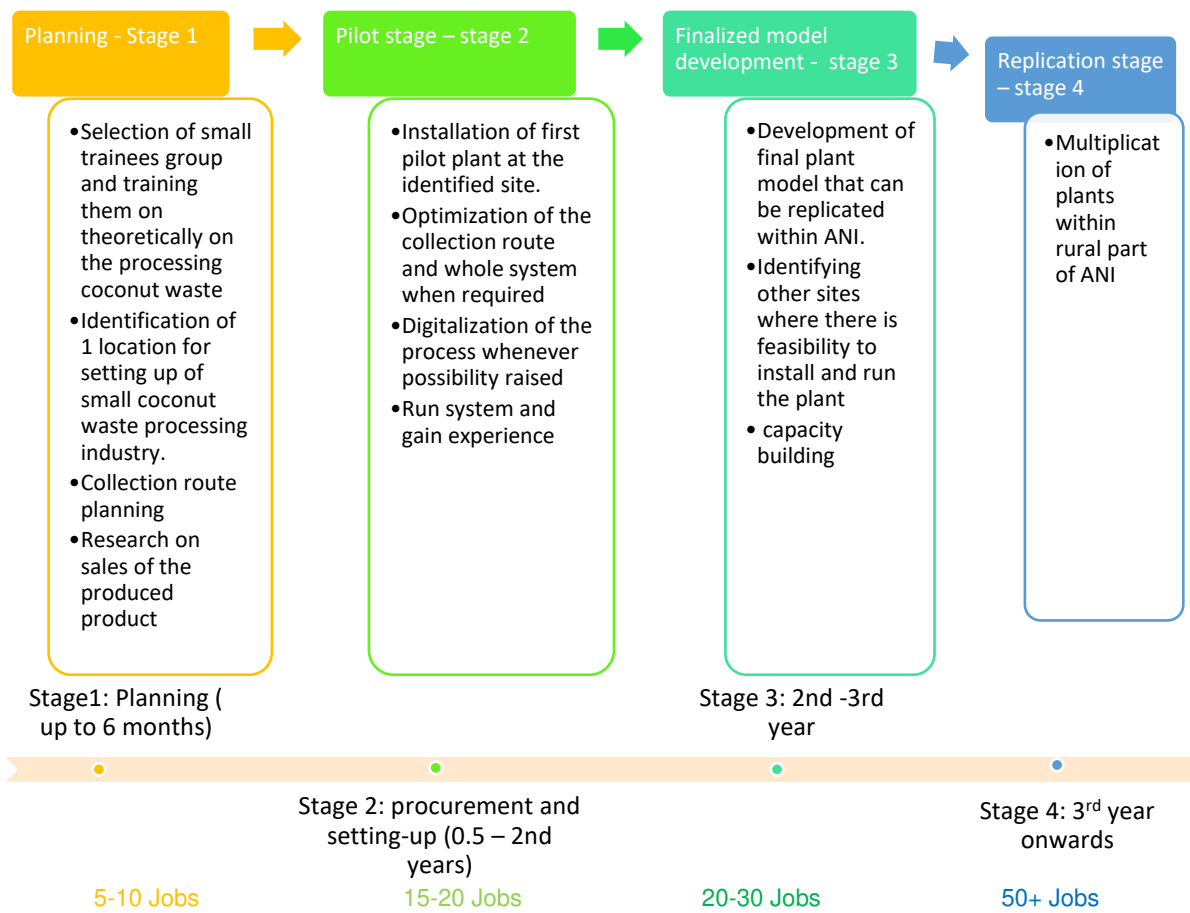 Planning - Stage 1
Pilot stage – stage 2
Finalized model
development -  stage 3
Replication stage
– stage 4
•Selection of small
trainees group
and training
them on
theoretically on
the processing
coconut waste
•Identification of
1 location for
setting up of
small coconut
waste processing
industry.
•Collection route
planning
•Research on
sales of the
produced
product
•Installation of first
pilot plant at the
identified site.
•Optimization of the
collection route
and whole system
when required
•Digitalization of the
process whenever
possibility raised
•Run system and
gain experience
•Development of
final plant
model that can
be replicated
within ANI.
•Identifying
other sites
where there is
feasibility to
install and run
the plant
• capacity
building
•Multiplicat
ion of
plants
within
rural part
of ANI
Stage1: Planning (
up to 6 months)
Stage 3: 2nd -3rd
year
Stage 2: procurement and
setting-up (0.5 – 2nd
years)
Stage 4: 3rd year
onwards
5-10 Jobs
15-20 Jobs
20-30 Jobs
50+ Jobs